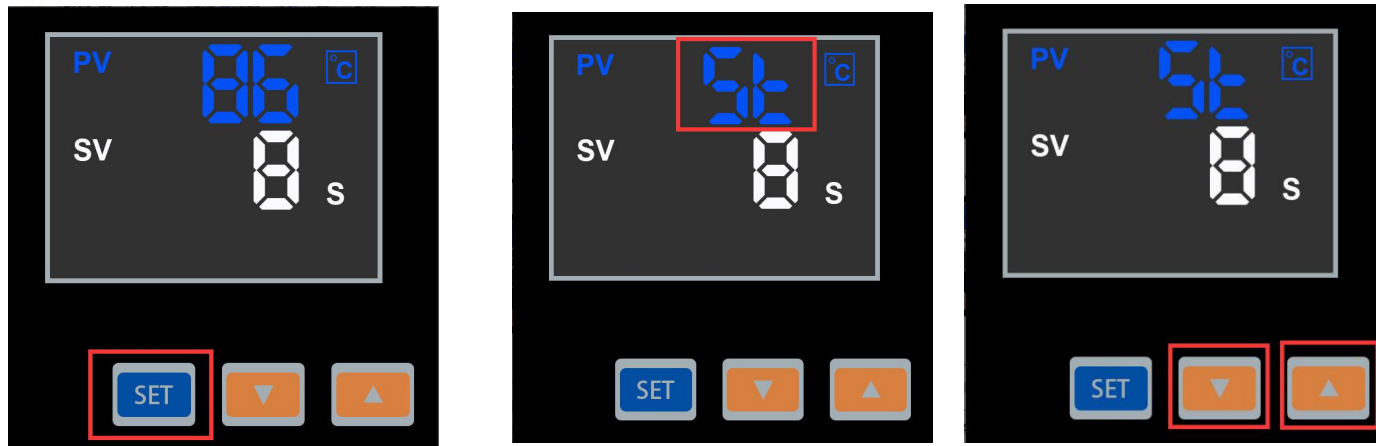 PV 86 °C
SV 8 S
SET ▼ ▲
PV St °C
SV 8 S
SET ▼ ▲
PV St °C
SV 8 S
SET ▼ ▲